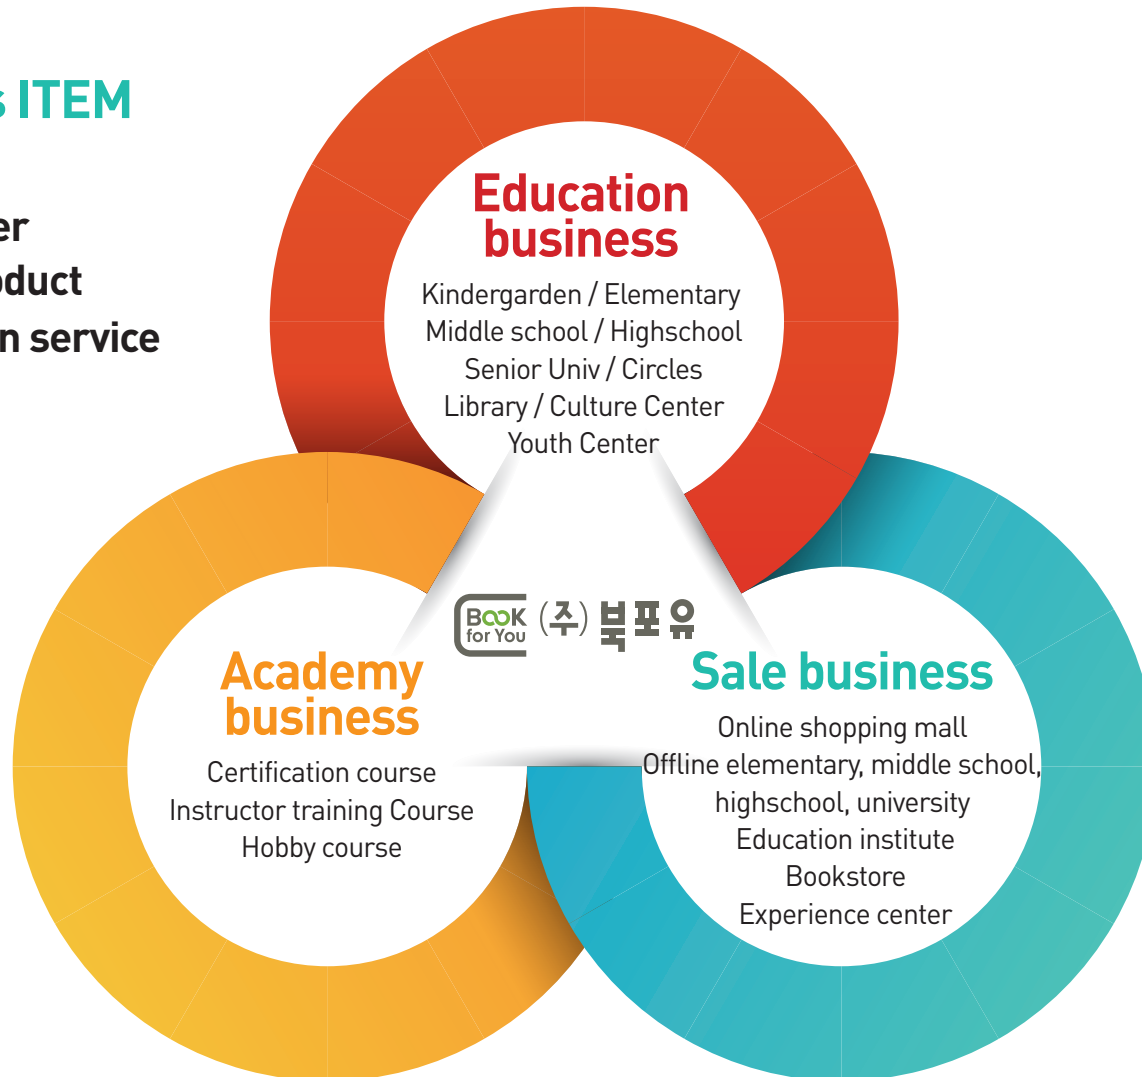 s ITEM
er
oduct
n service
Education
business
Kindergarden / Elementary
Middle school / Highschool
Senior Univ / Circles
Library / Culture Center
Youth Center
BOOK
for You
(주) 북포유
Academy
business
Certification course
Instructor training Course
Hobby course
Sale business
Online shopping mall
Offline elementary, middle school,
highschool, university
Education institute
Bookstore
Experience center